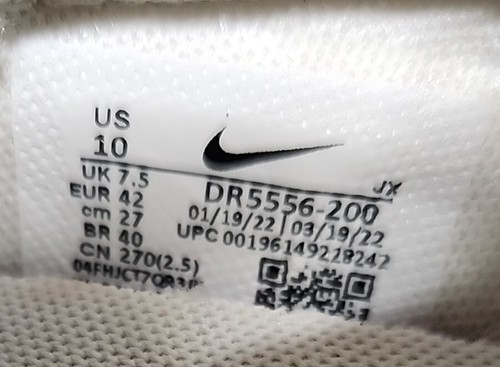 US
10
JX
UK 7.5
DR5556-200
EUR 42
01/19/22 | 03/19/22
cm 27
UPC 00196149228242
BR 40
CN 270(2.5)